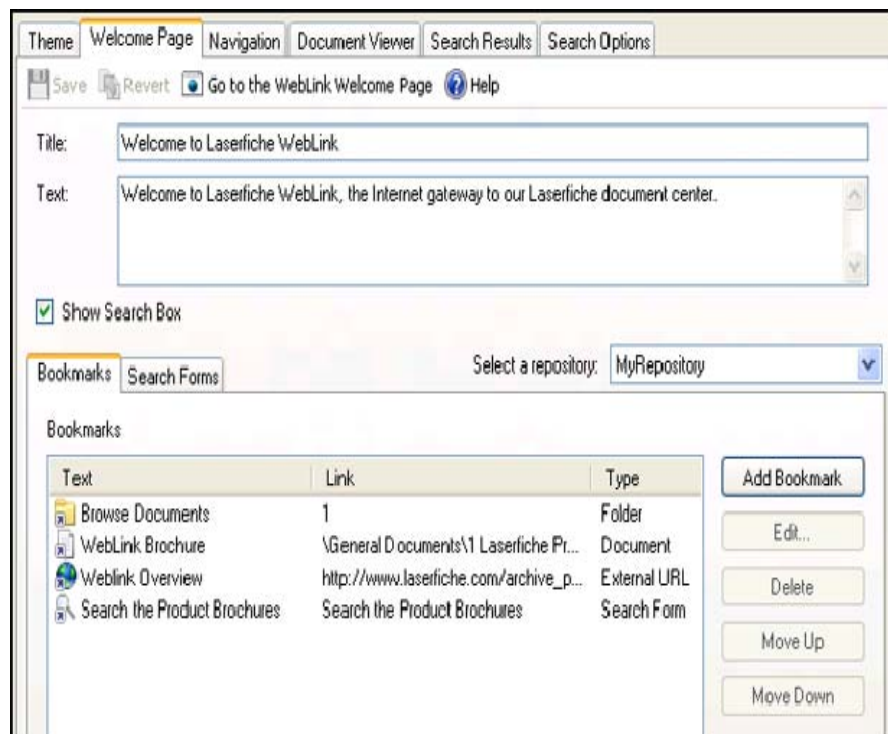 Theme Welcome Page Navigation Document Viewer Search Results Search Options
Save Revert Go to the WebLink Welcome Page Help
Title: Welcome to Laserfiche WebLink
Text: Welcome to Laserfiche WebLink, the Internet gateway to our Laserfiche document center.
Show Search Box
Bookmarks Search Forms Select a repository: MyRepository
Bookmarks
Text Link Type Add Bookmark
Browse Documents 1 Folder
WebLink Brochure \General Documents\1 Laserfiche Pr... Document Edit...
Weblink Overview http://www.laserfiche.com/archive_p... External URL
Search the Product Brochures Search the Product Brochures Search Form Delete
Move Up
Move Down